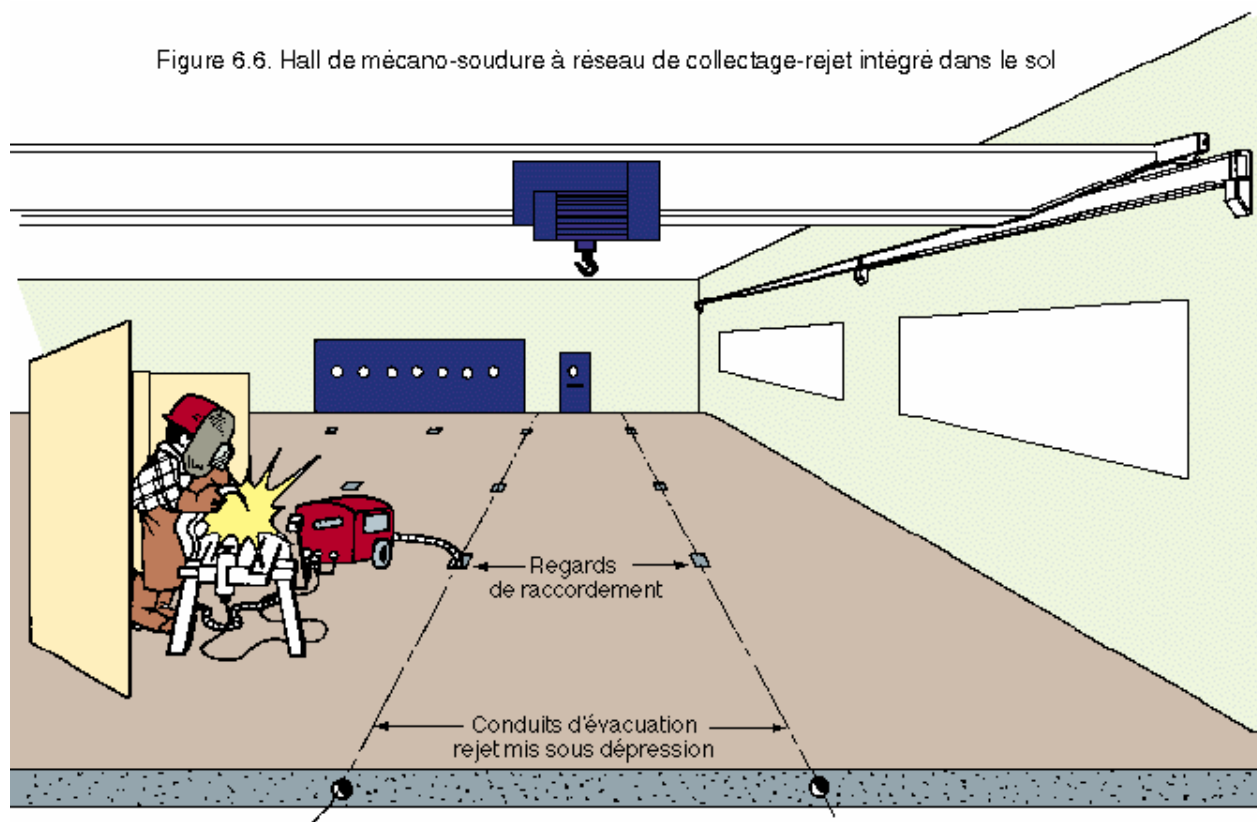 Figure 6.6. Hall de mécano-soudure à réseau de collectage-rejet intégré dans le sol
Regards
de raccordement
Conduits d'évacuation
rejet mis sous dépression